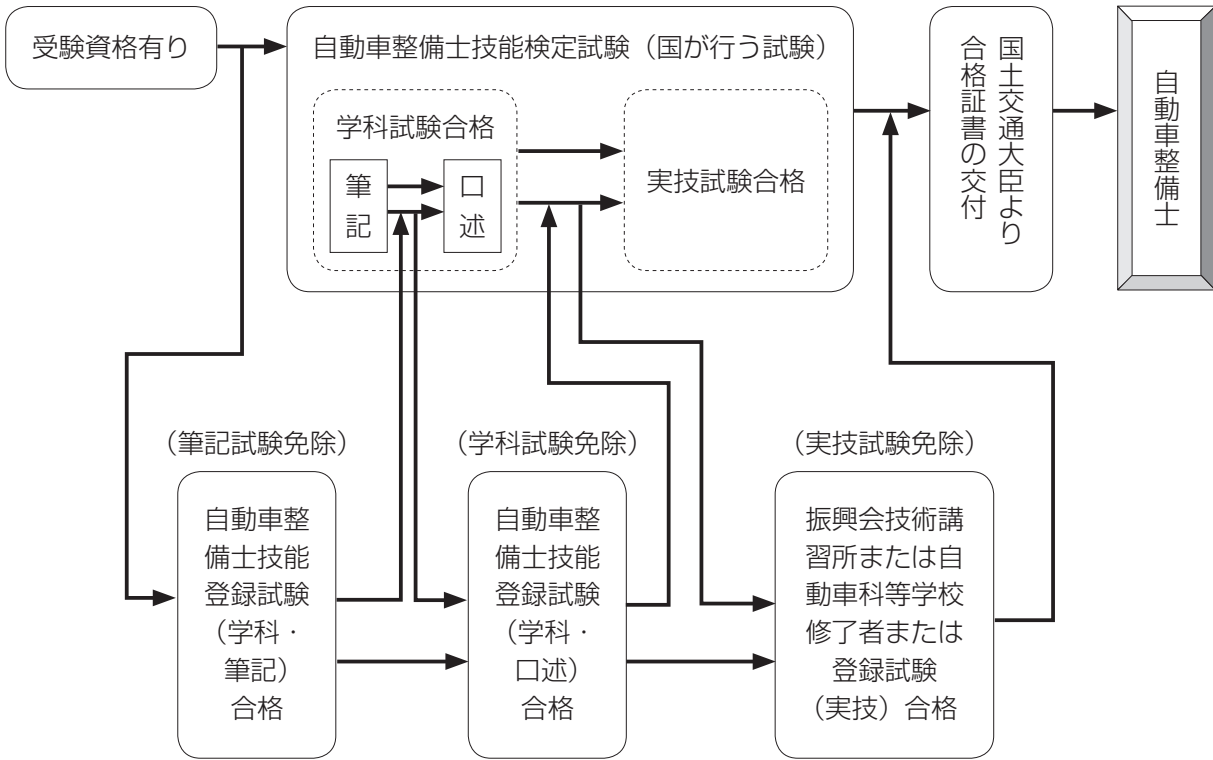 受験資格有り
自動車整備士技能検定試験（国が行う試験）
学科試験合格
筆記
口述
実技試験合格
国土交通大臣より
合格証書の交付
自動車整備士
（筆記試験免除）
自動車整
備士技能
登録試験
（学科・
筆記）
合格
（学科試験免除）
自動車整
備士技能
登録試験
（学科・
口述）
合格
（実技試験免除）
振興会技術講
習所または自
動車科等学校
修了者または
登録試験
（実技）合格